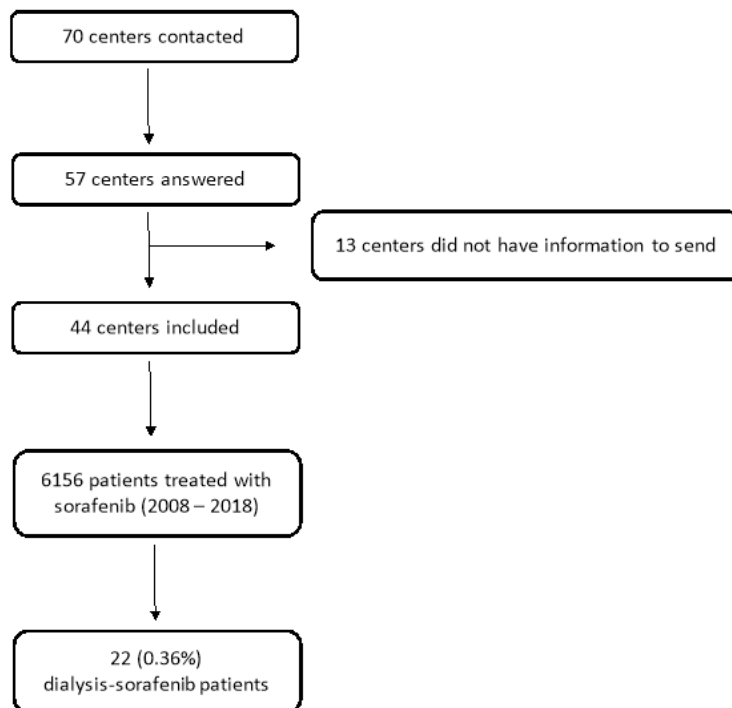 70 centers contacted
57 centers answered
13 centers did not have information to send
44 centers included
6156 patients treated with
sorafenib (2008 – 2018)
22 (0.36%)
dialysis-sorafenib patients